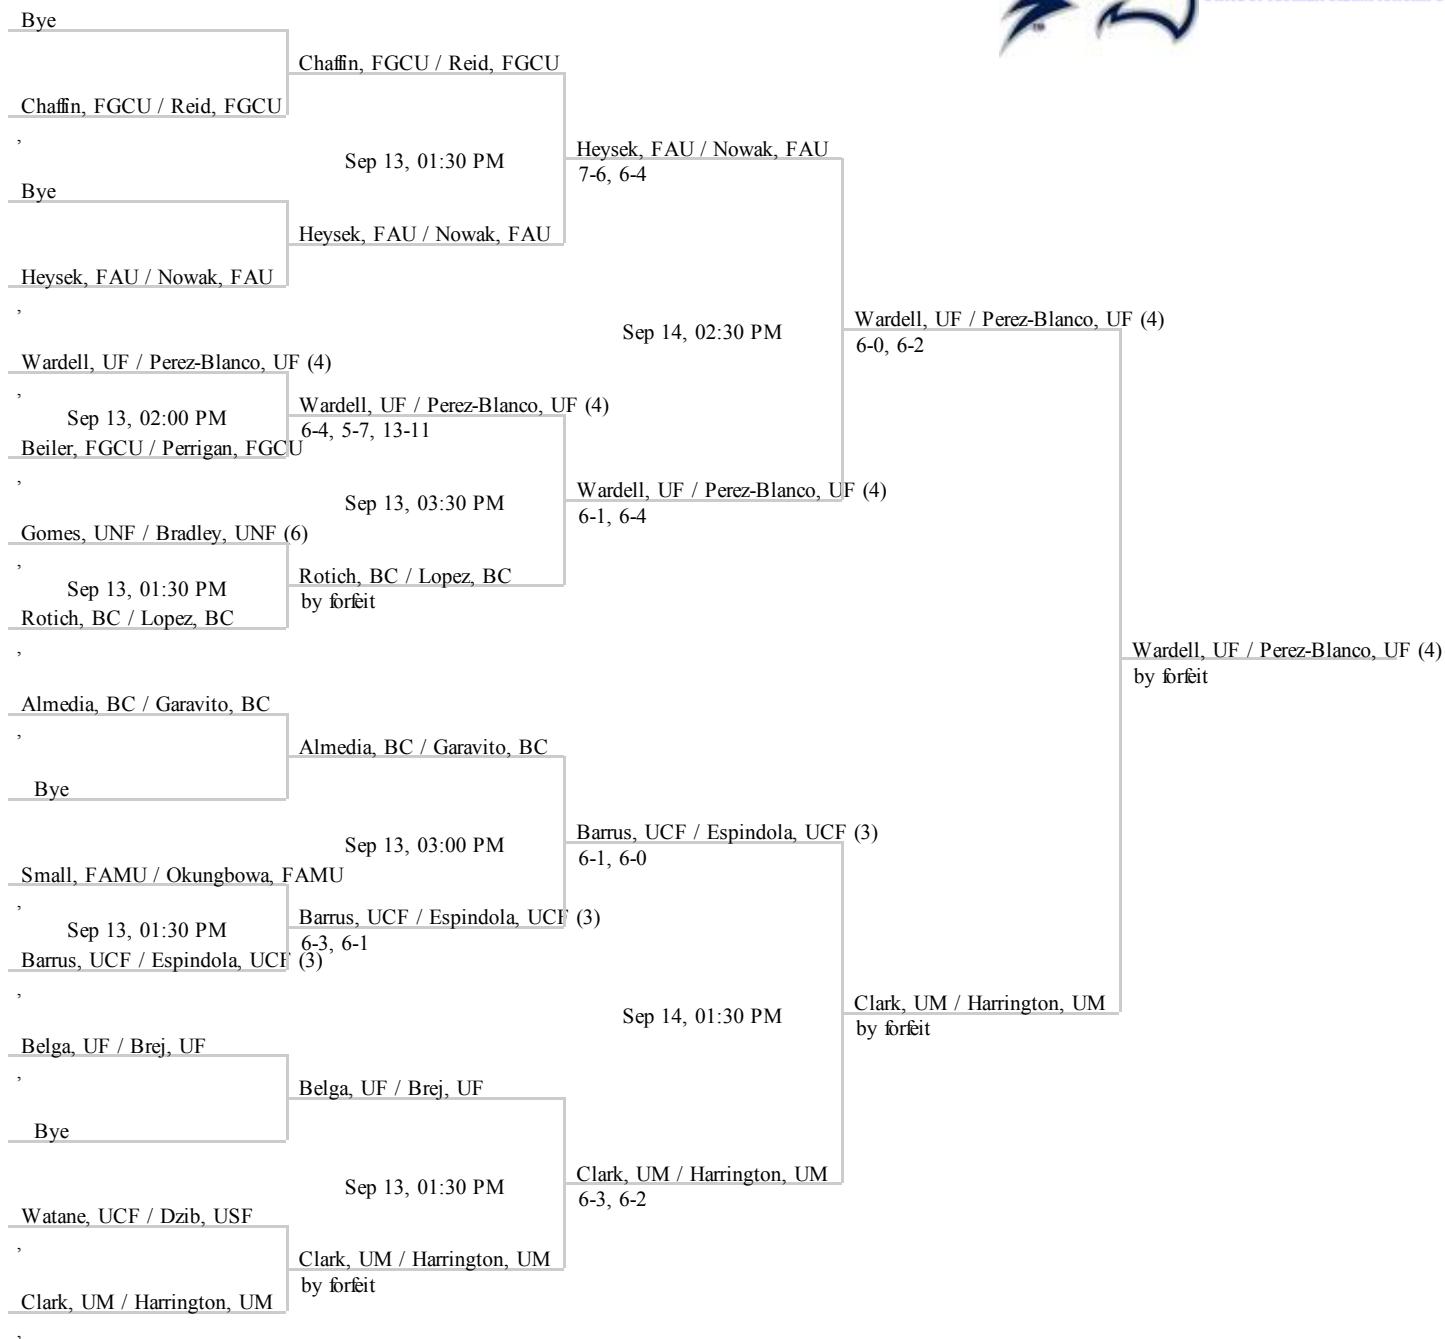 Bye
Chaffin, FGCU / Reid, FGCU
Chaffin, FGCU / Reid, FGCU
,
Sep 13, 01:30 PM
Heysek, FAU / Nowak, FAU
7-6, 6-4
Bye
Heysek, FAU / Nowak, FAU
Heysek, FAU / Nowak, FAU
,
Sep 14, 02:30 PM
Wardell, UF / Perez-Blanco, UF (4)
6-0, 6-2
Wardell, UF / Perez-Blanco, UF (4)
,
Sep 13, 02:00 PM
Wardell, UF / Perez-Blanco, UF (4)
6-4, 5-7, 13-11
Beiler, FGCU / Perrigan, FGCU
,
Sep 13, 03:30 PM
Wardell, UF / Perez-Blanco, UF (4)
6-1, 6-4
Gomes, UNF / Bradley, UNF (6)
,
Sep 13, 01:30 PM
Rotich, BC / Lopez, BC
by forfeit
Rotich, BC / Lopez, BC
,
Wardell, UF / Perez-Blanco, UF (4)
by forfeit
Almedia, BC / Garavito, BC
,
Almedia, BC / Garavito, BC
Bye
Sep 13, 03:00 PM
Barrus, UCF / Espindola, UCF (3)
6-1, 6-0
Small, FAMU / Okungbowa, FAMU
,
Sep 13, 01:30 PM
Barrus, UCF / Espindola, UCF (3)
6-3, 6-1
Barrus, UCF / Espindola, UCF (3)
,
Sep 14, 01:30 PM
Clark, UM / Harrington, UM
by forfeit
Belga, UF / Brej, UF
,
Belga, UF / Brej, UF
Bye
Sep 13, 01:30 PM
Clark, UM / Harrington, UM
6-3, 6-2
Watane, UCF / Dzib, USF
,
Clark, UM / Harrington, UM
by forfeit
Clark, UM / Harrington, UM
,